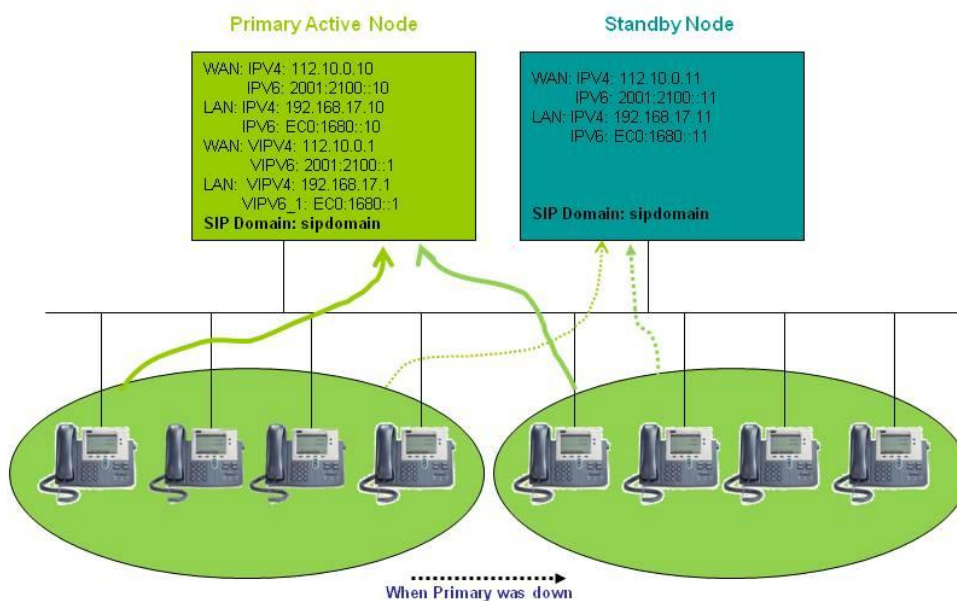 Primary Active Node
Standby Node
WAN: IPV4: 112.10.0.10
IPV6: 2001:2100::10
LAN: IPV4: 192.168.17.10
IPV6: EC0:1680::10
WAN: VIPV4: 112.10.0.1
VIPV6: 2001:2100::1
LAN: VIPV4: 192.168.17.1
VIPV6_1: EC0:1680::1
SIP Domain: sipdomain
WAN: IPV4: 112.10.0.11
IPV6: 2001:2100::11
LAN: IPV4: 192.168.17.11
IPV6: EC0:1680::11
SIP Domain: sipdomain
When Primary was down